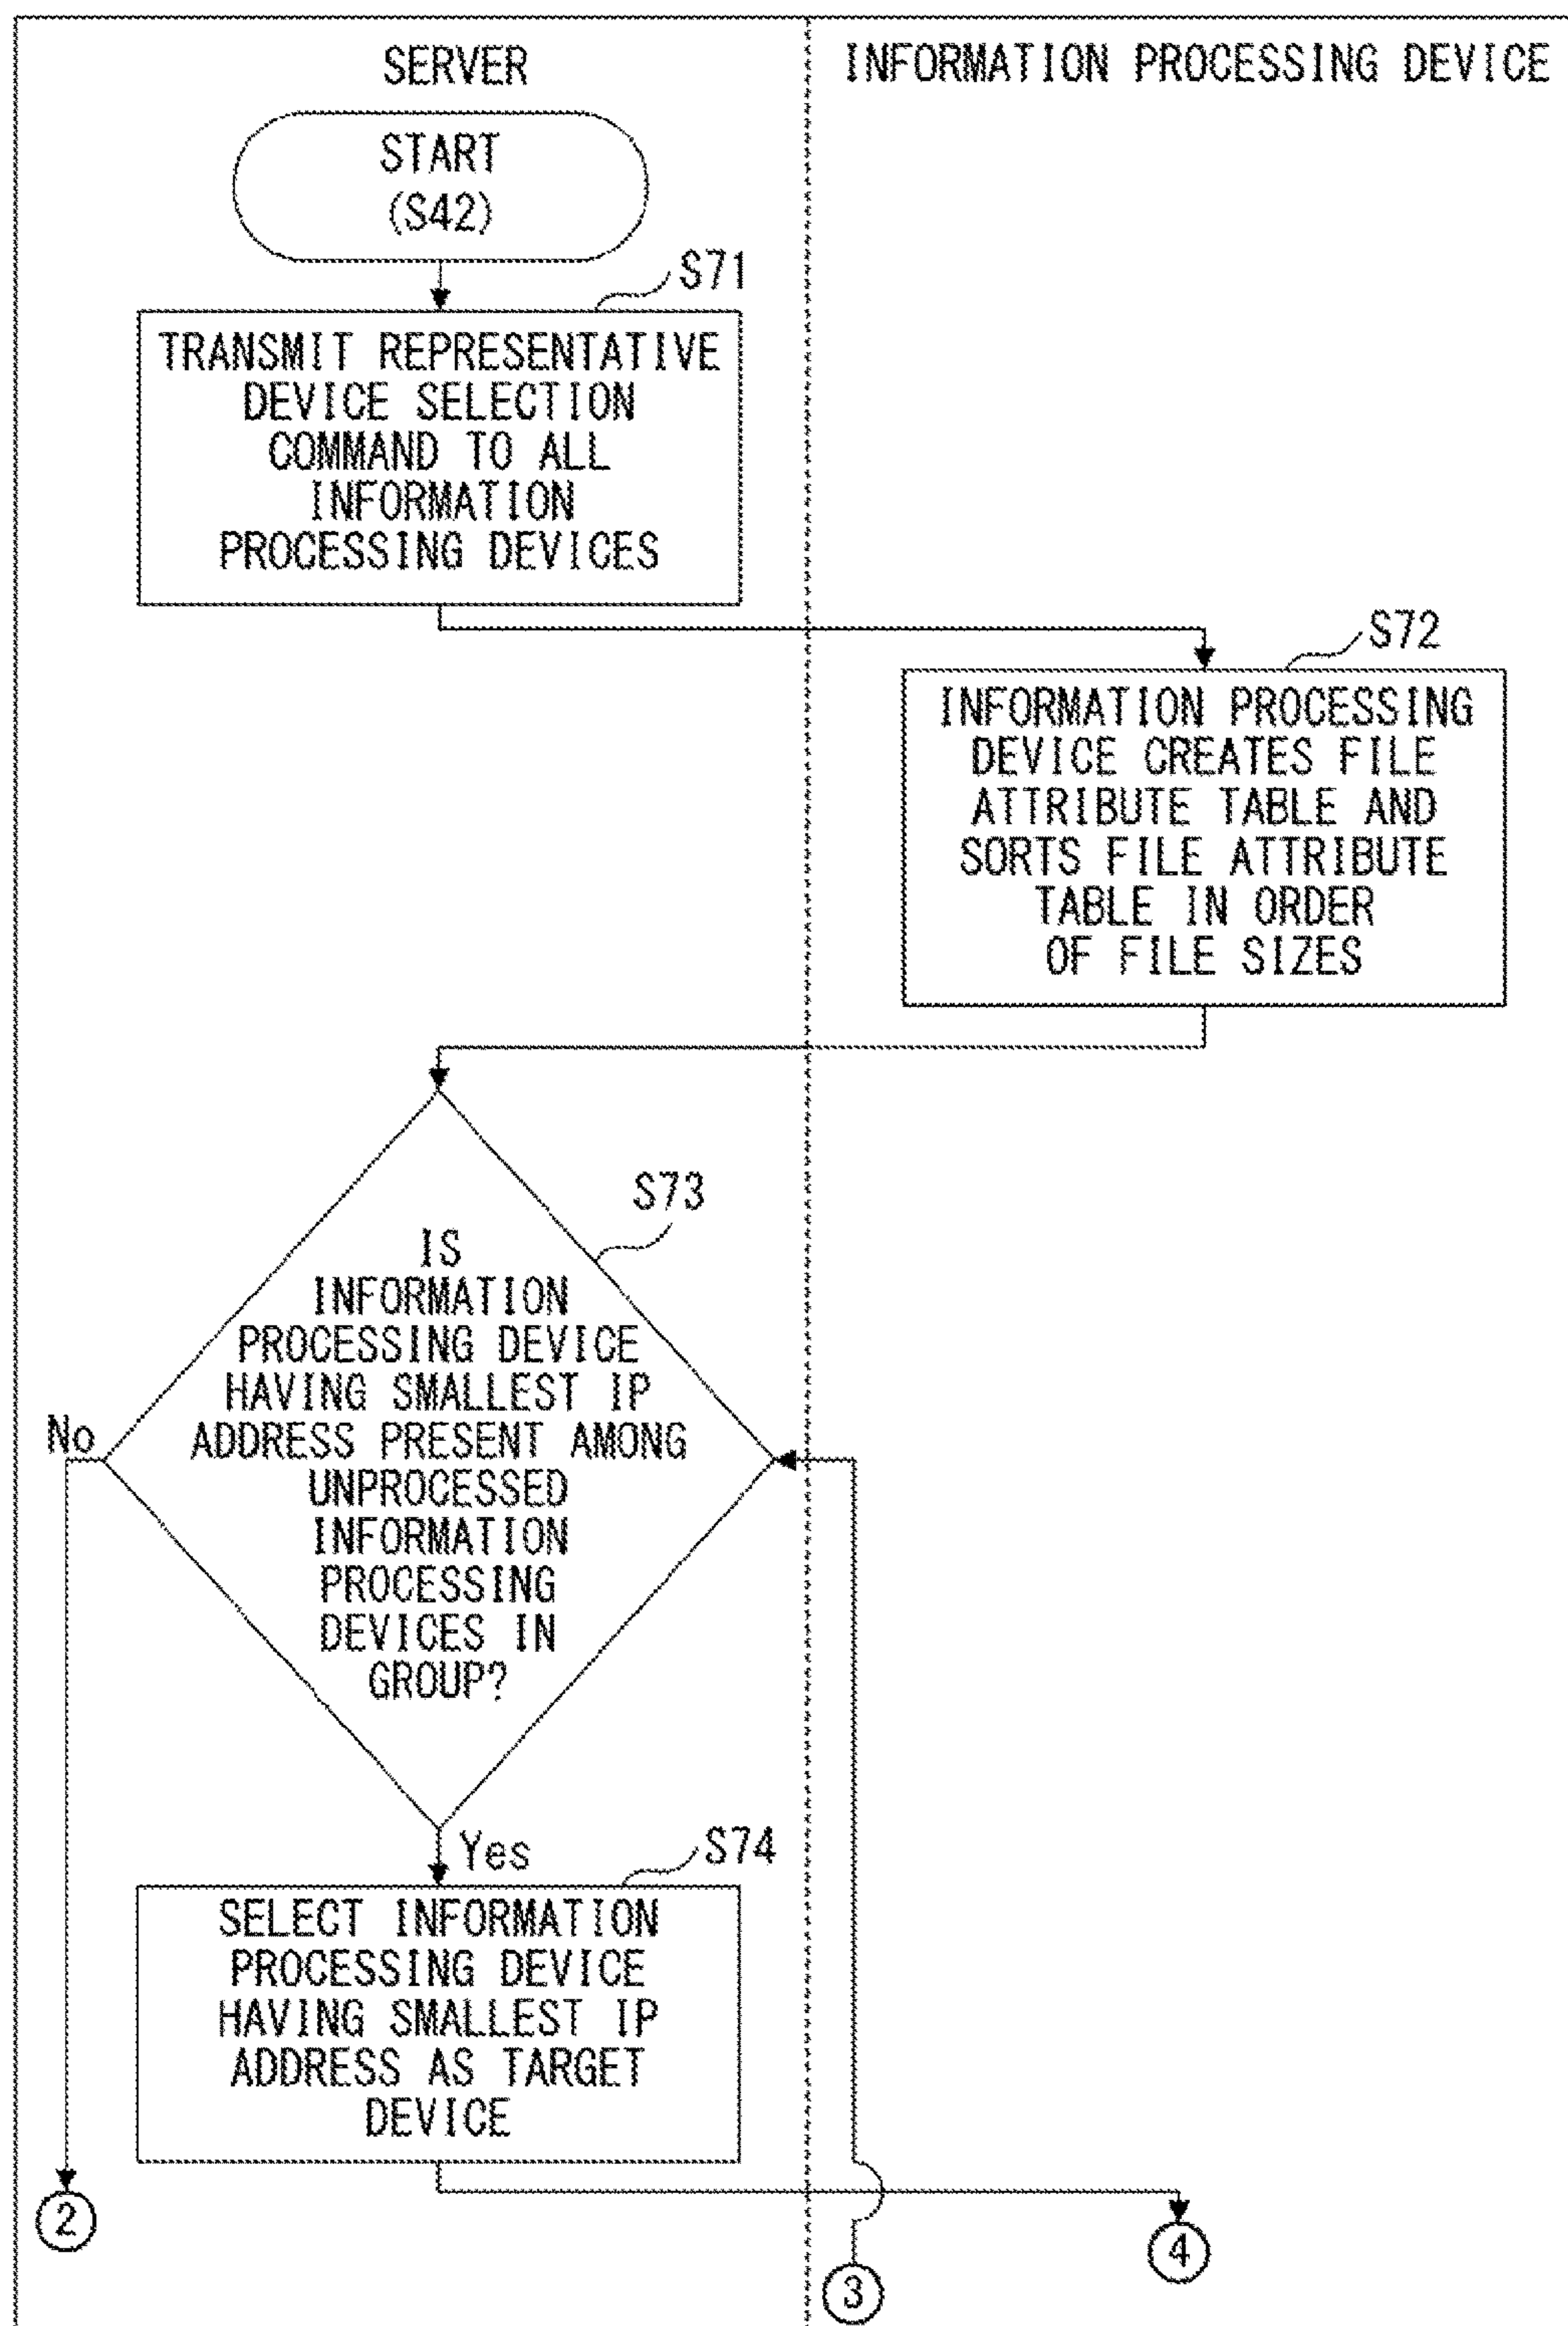 SERVER
INFORMATION PROCESSING DEVICE
START
(S42)
S71
TRANSMIT REPRESENTATIVE
DEVICE SELECTION
COMMAND TO ALL
INFORMATION
PROCESSING DEVICES
S72
INFORMATION PROCESSING
DEVICE CREATES FILE
ATTRIBUTE TABLE AND
SORTS FILE ATTRIBUTE
TABLE IN ORDER
OF FILE SIZES
S73
IS
INFORMATION
PROCESSING DEVICE
HAVING SMALLEST IP
ADDRESS PRESENT AMONG
UNPROCESSED
INFORMATION
PROCESSING
DEVICES IN
GROUP?
No
Yes
S74
SELECT INFORMATION
PROCESSING DEVICE
HAVING SMALLEST IP
ADDRESS AS TARGET
DEVICE
2
4
3